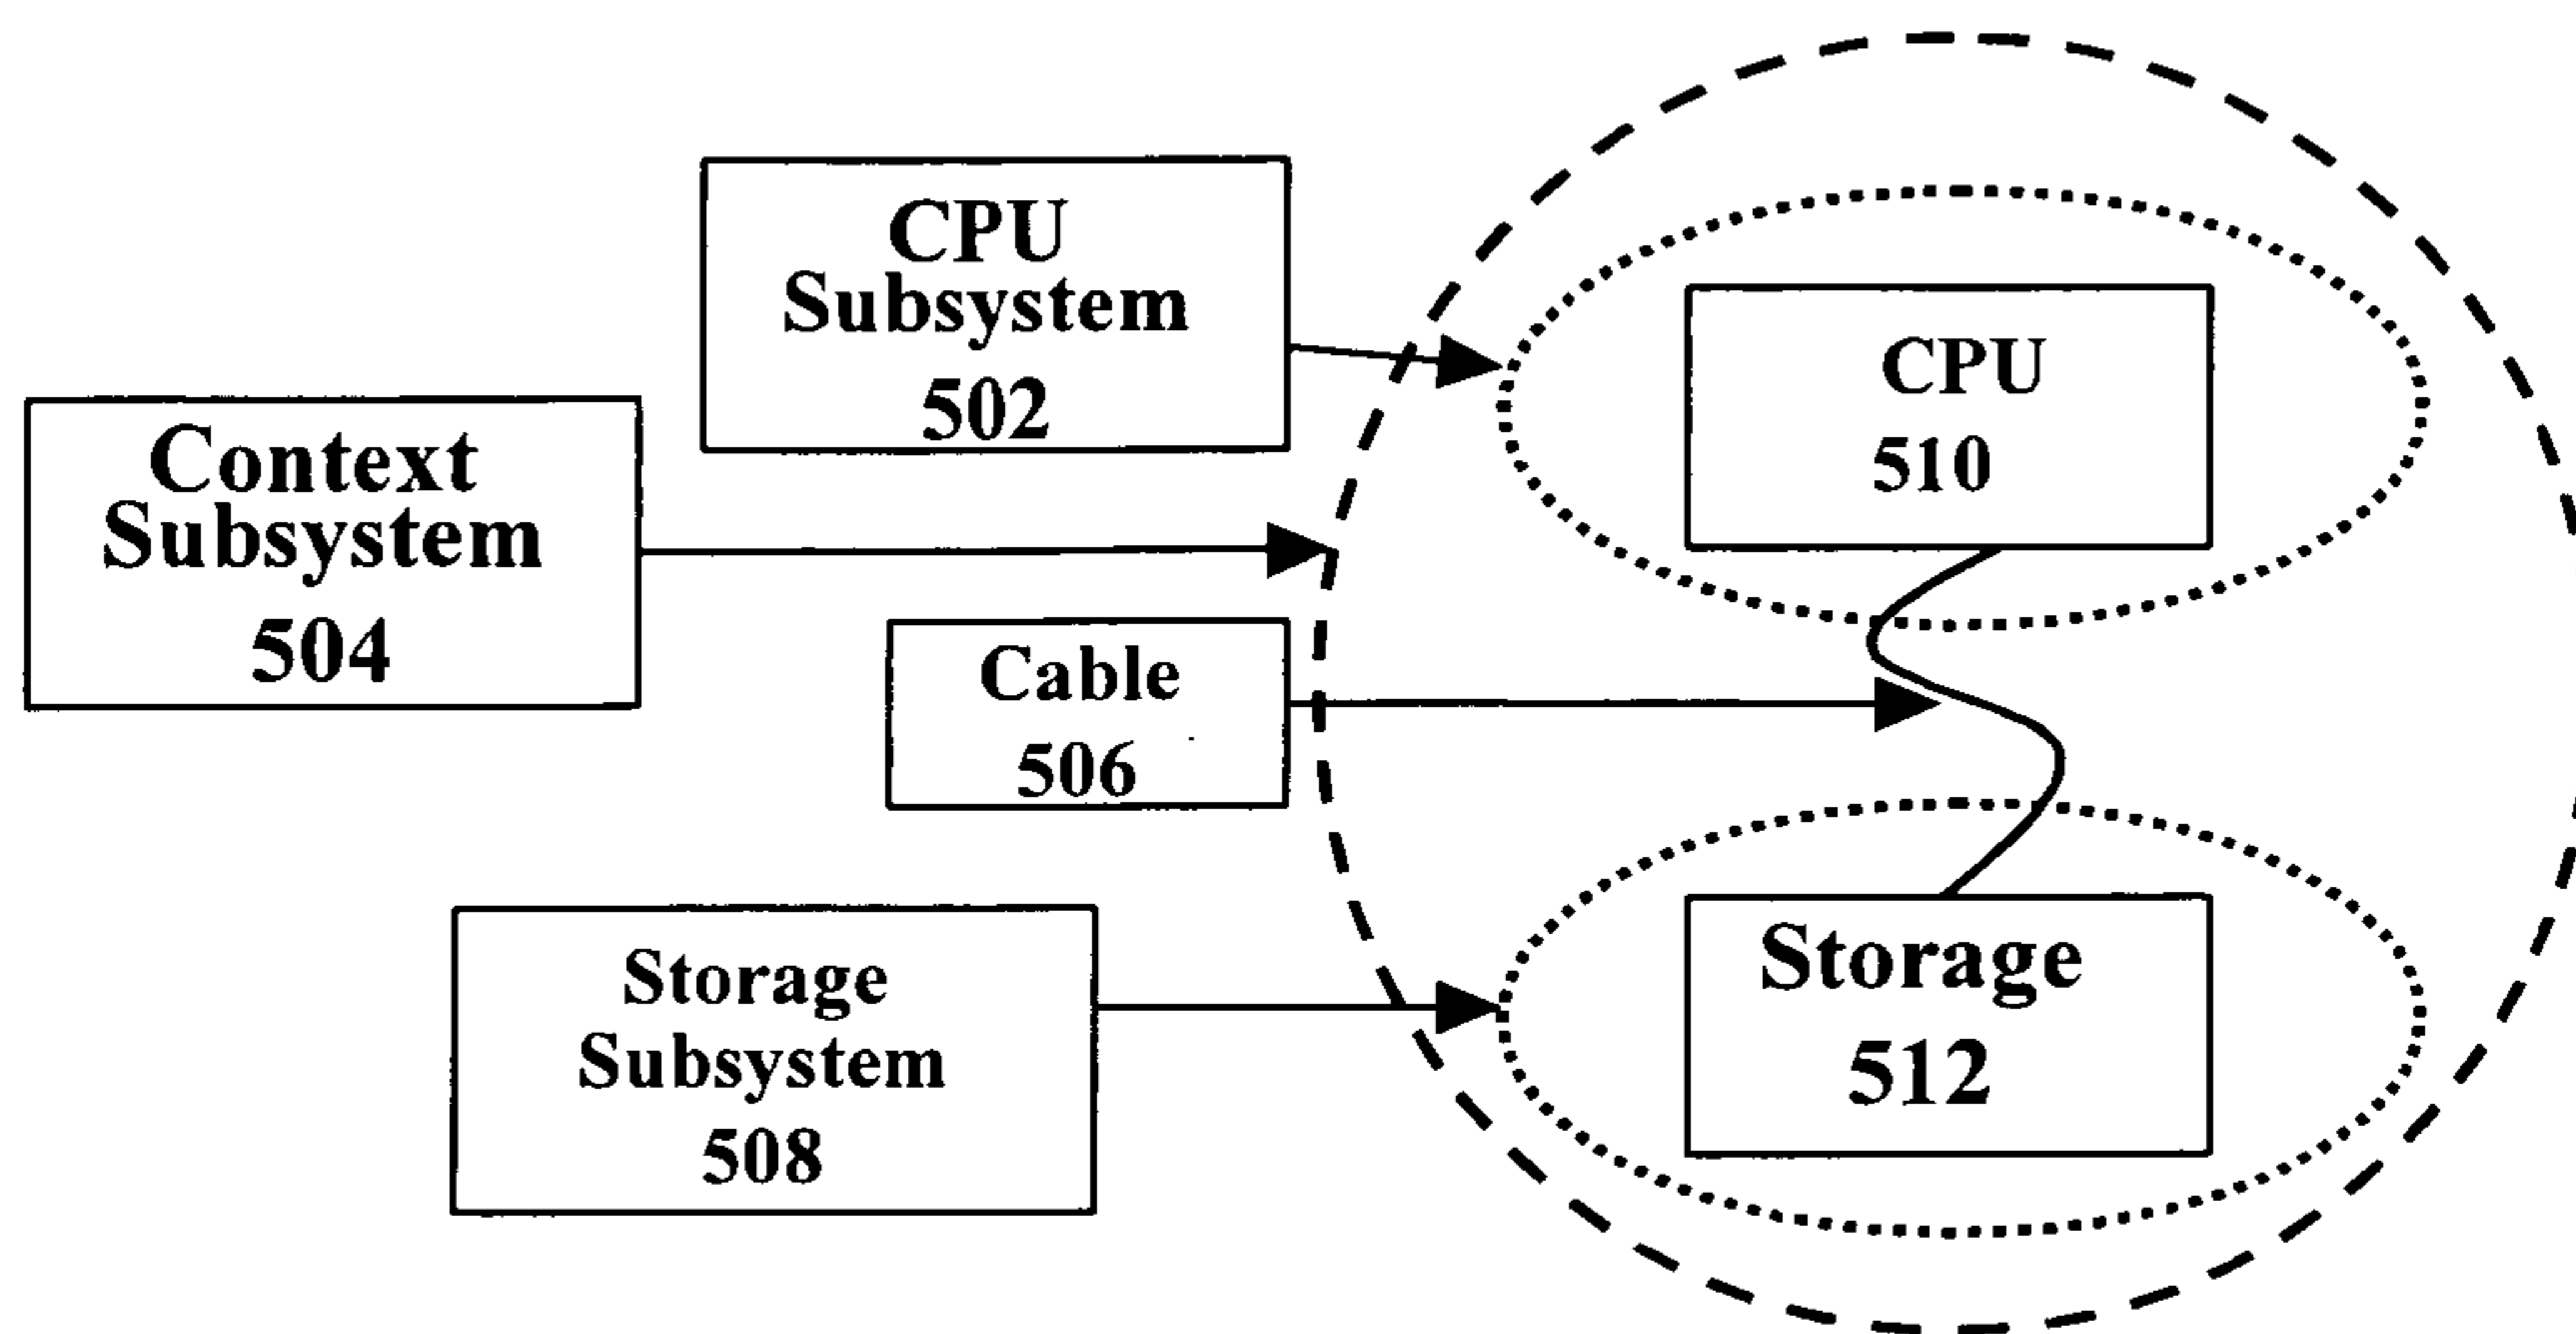 CPU
Subsystem
502
CPU
510
Context
Subsystem
504
Cable
506
Storage
Subsystem
508
Storage
512